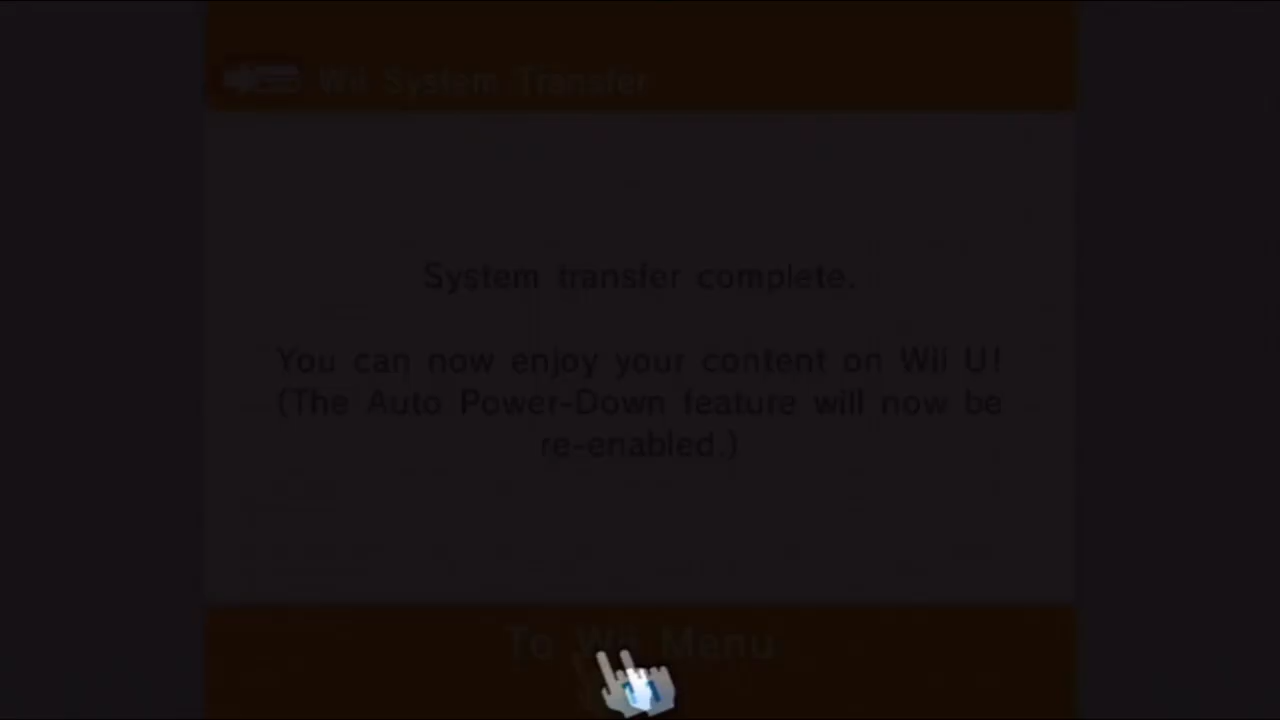 Wii System Transfer
System transfer complete.
You can now enjoy your content on Wii U!
(The Auto Power-Down feature will now be
re-enabled.)
To Wii Menu